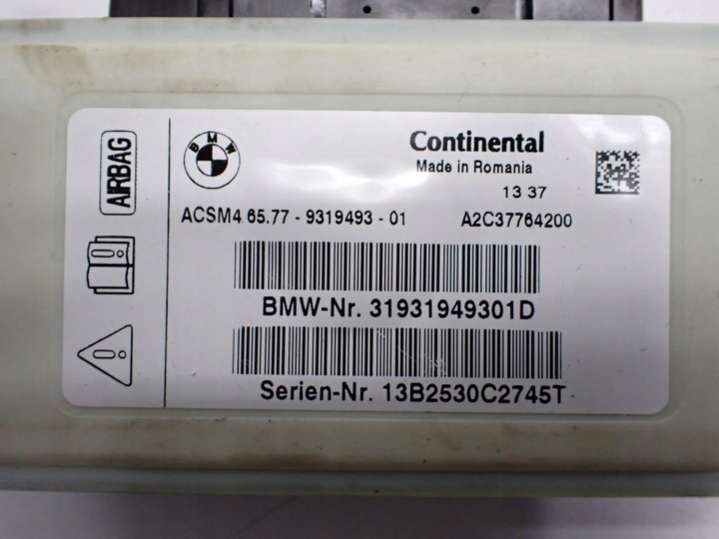 AIRBAG
BMW
Continental
Made in Romania
13 37
ACSM4 65.77 - 9319493 - 01 A2C37764200
BMW-Nr. 31931949301D
Serien-Nr. 13B2530C2745T